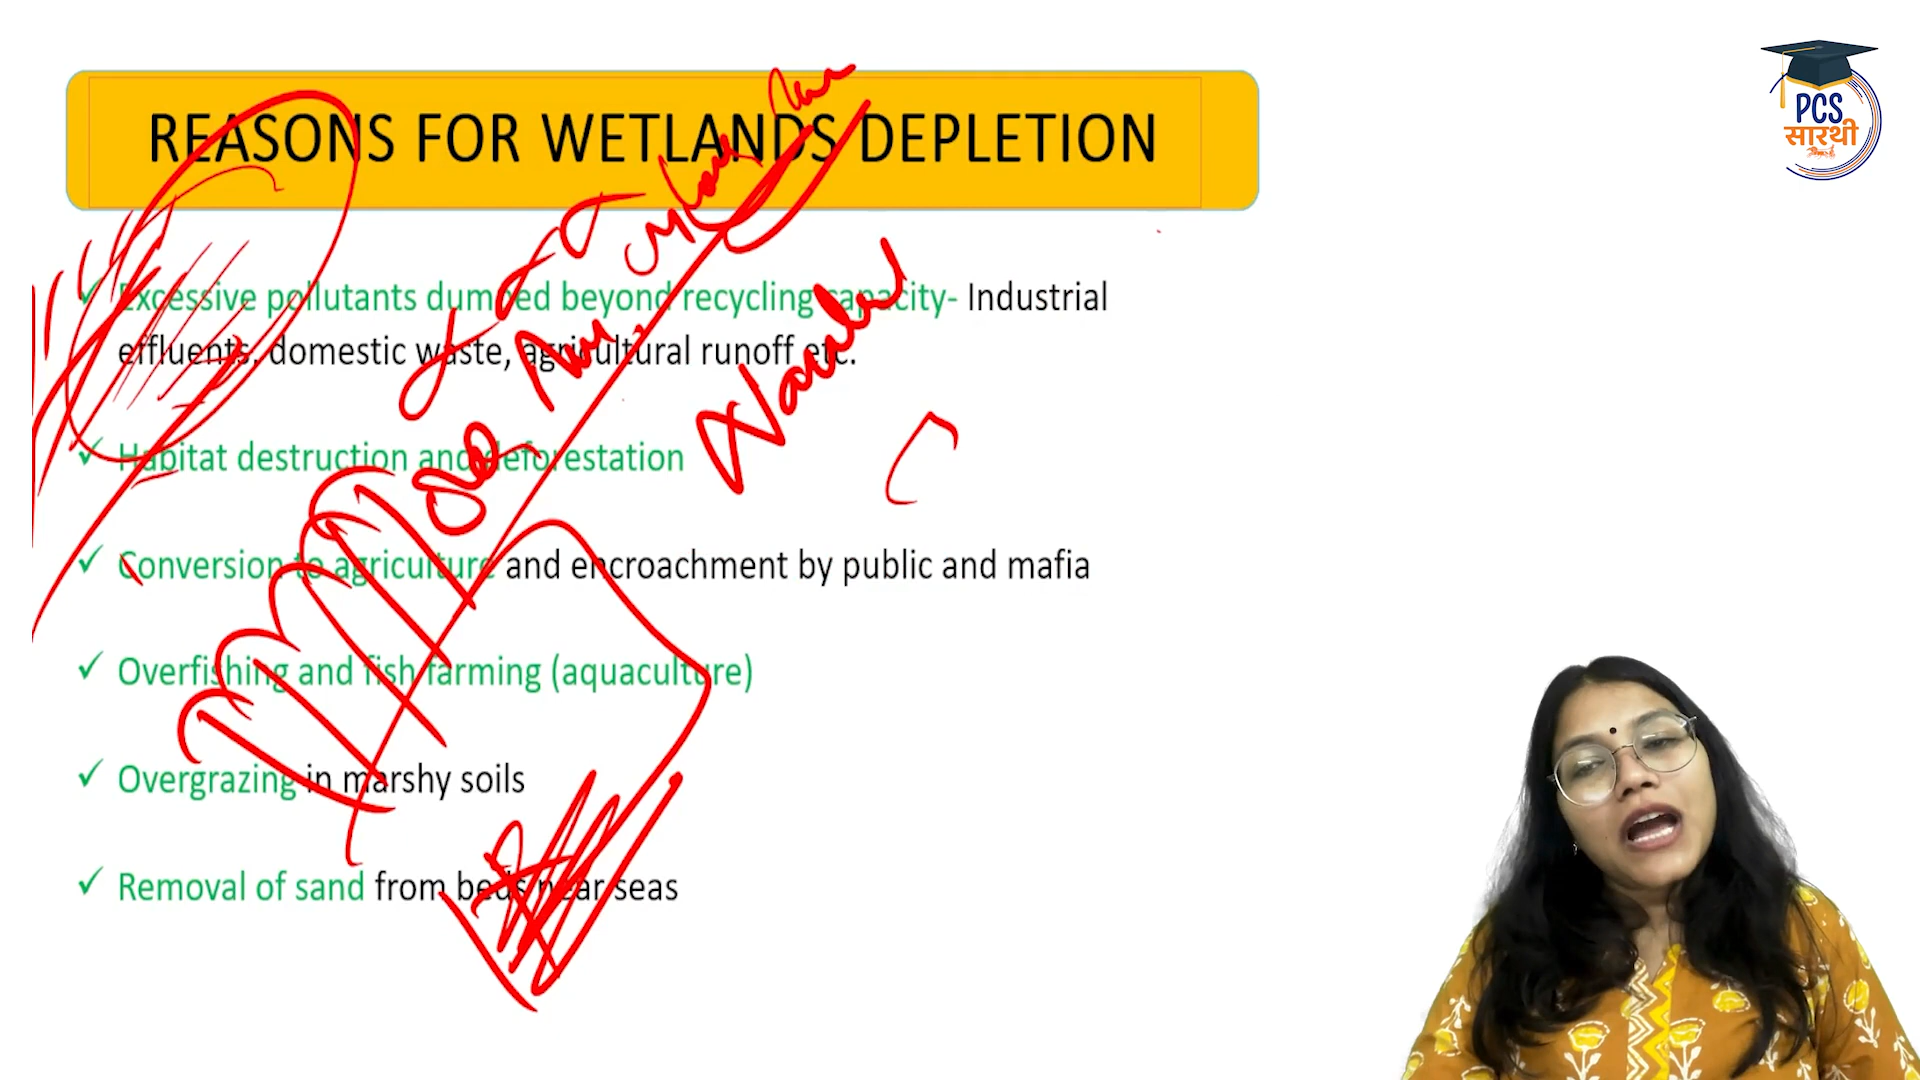 REASONS FOR WETLANDS DEPLETION
PCS
सारथी
Excessive pollutants dumped beyond recycling capacity- Industrial
effluents, domestic waste, agricultural runoff etc.
Habitat destruction and deforestation
Conversion to agriculture and encroachment by public and mafia
Overfishing and fish farming (aquaculture)
Overgrazing in marshy soils
Removal of sand from beds near seas